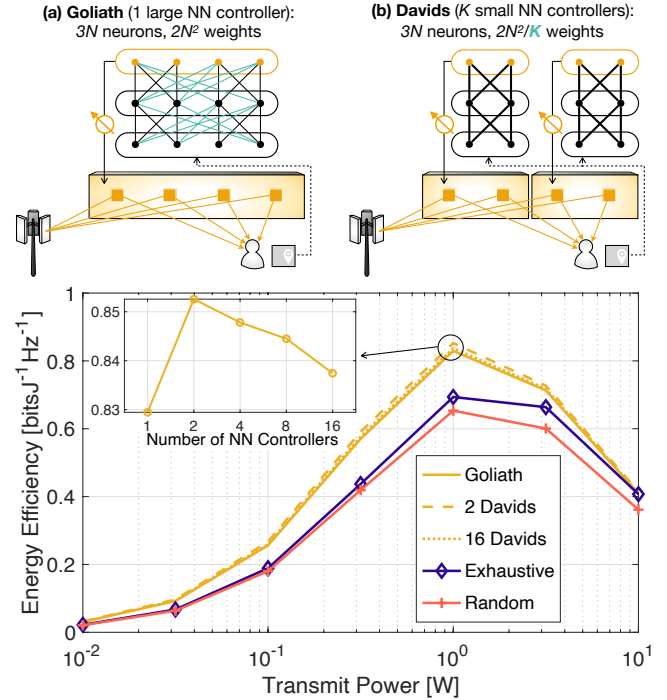 (a) Goliath (1 large NN controller):
3N neurons, 2N² weights
(b) Davids (K small NN controllers):
3N neurons, 2N²/K weights
1
0.8
0.6
0.4
0.2
0
Energy Efficiency [bitsJ⁻¹Hz⁻¹]
0.85
0.84
0.83
1 2 4 8 16
Number of NN Controllers
Goliath
2 Davids
16 Davids
Exhaustive
Random
10⁻² 10⁻¹ 10⁰ 10¹
Transmit Power [W]